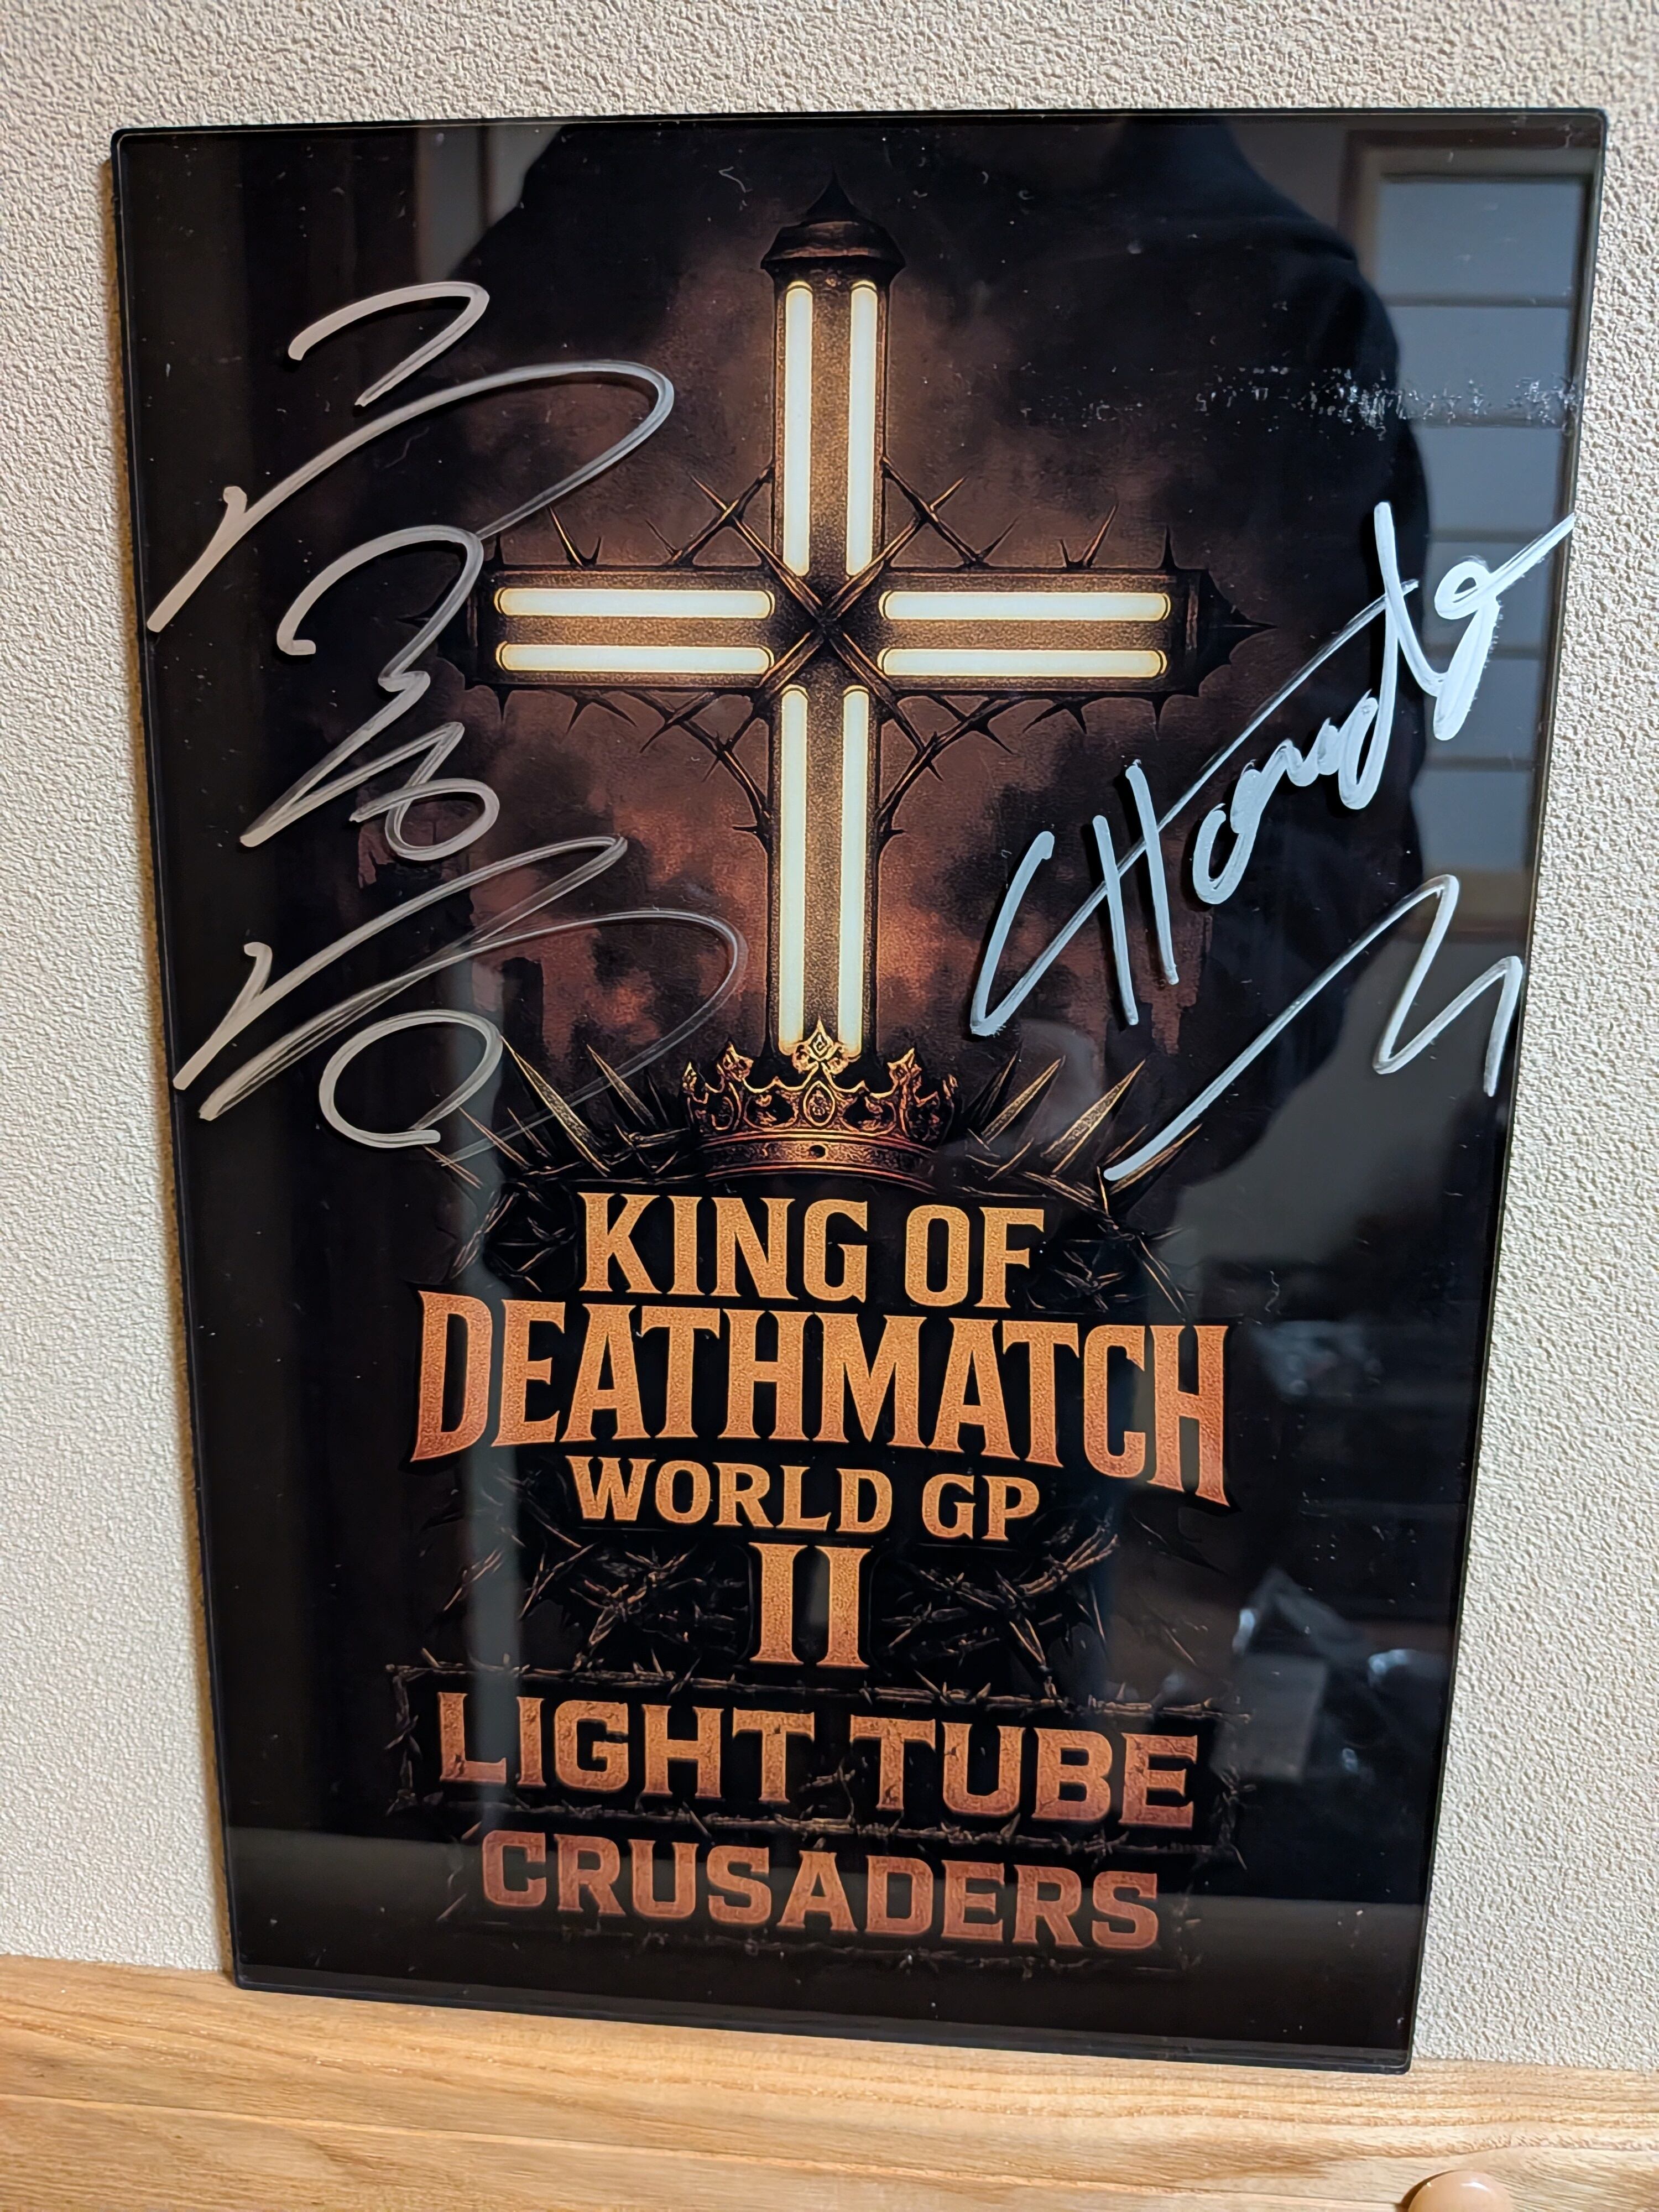 KING OF
DEATHMATCH
WORLD GP
II
LIGHT TUBE
CRUSADERS